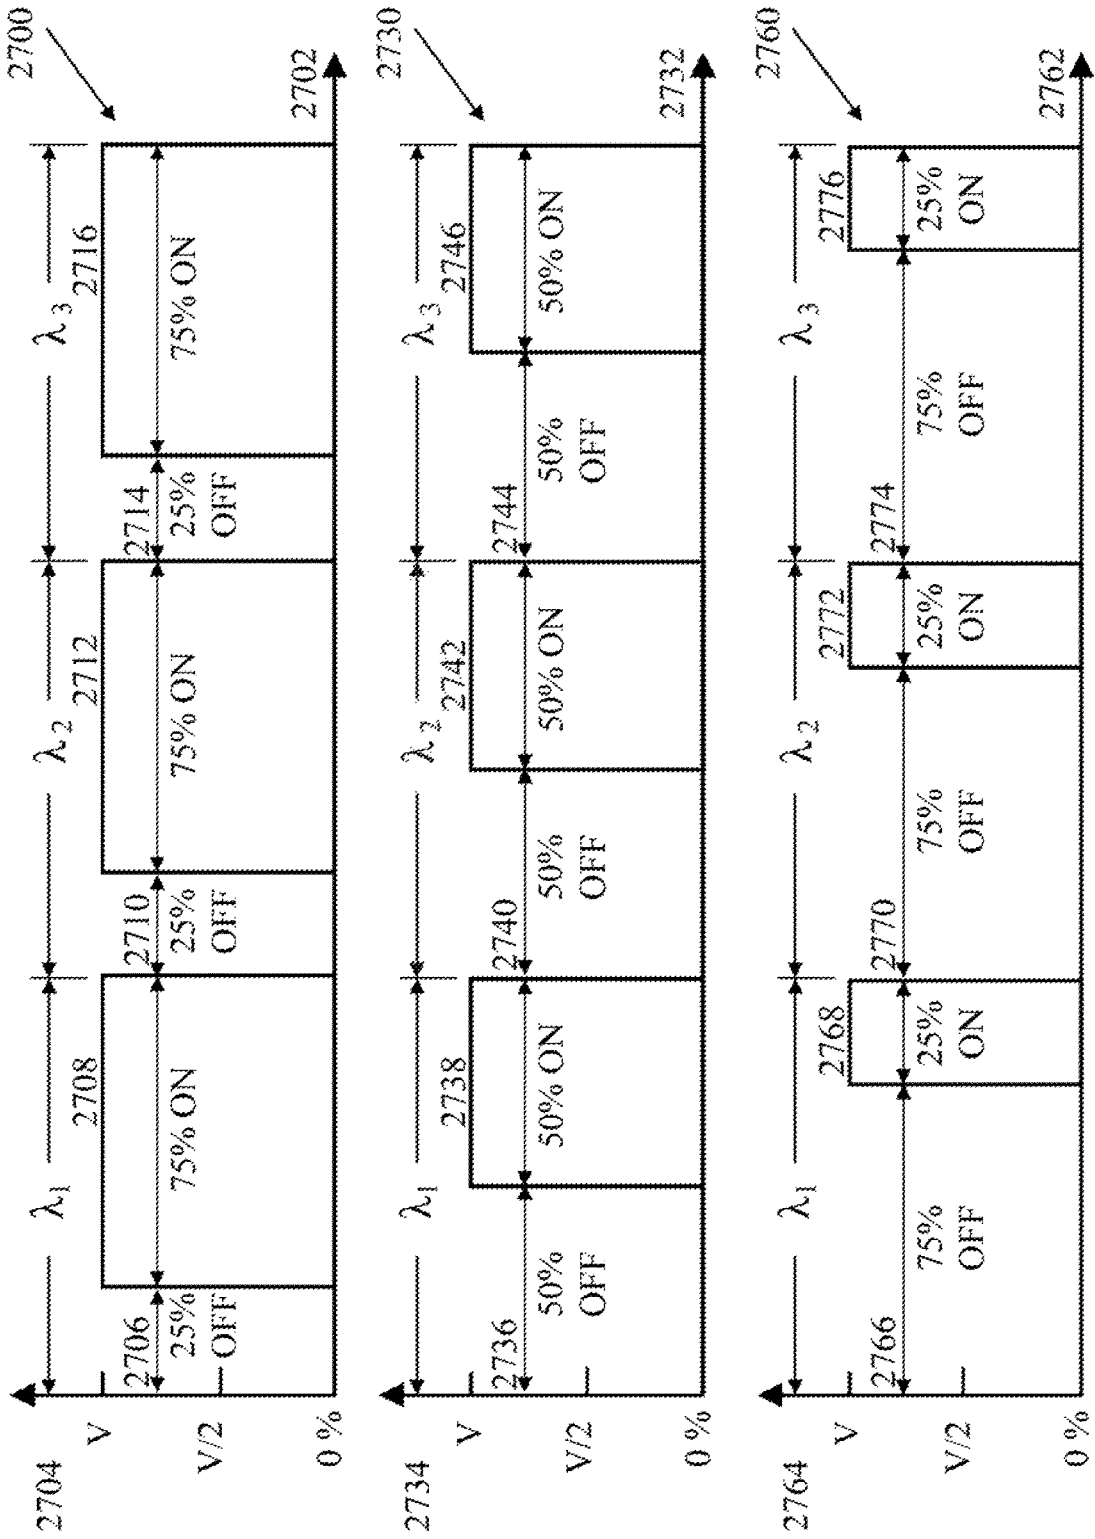 2700
2704
λ1
λ2
λ3
V
2708
2712
2716
2706
75% ON
2710
75% ON
2714
75% ON
25%
OFF
25%
OFF
25%
OFF
V/2
0 %
2702
2730
2734
λ1
λ2
λ3
V
2738
2742
2746
2736
50% ON
2740
50% ON
2744
50% ON
50%
OFF
50%
OFF
50%
OFF
V/2
0 %
2732
2760
2764
λ1
λ2
λ3
V
2768
2772
2776
2766
2770
2774
75%
OFF
25%
ON
75%
OFF
25%
ON
75%
OFF
25%
ON
V/2
0 %
2762